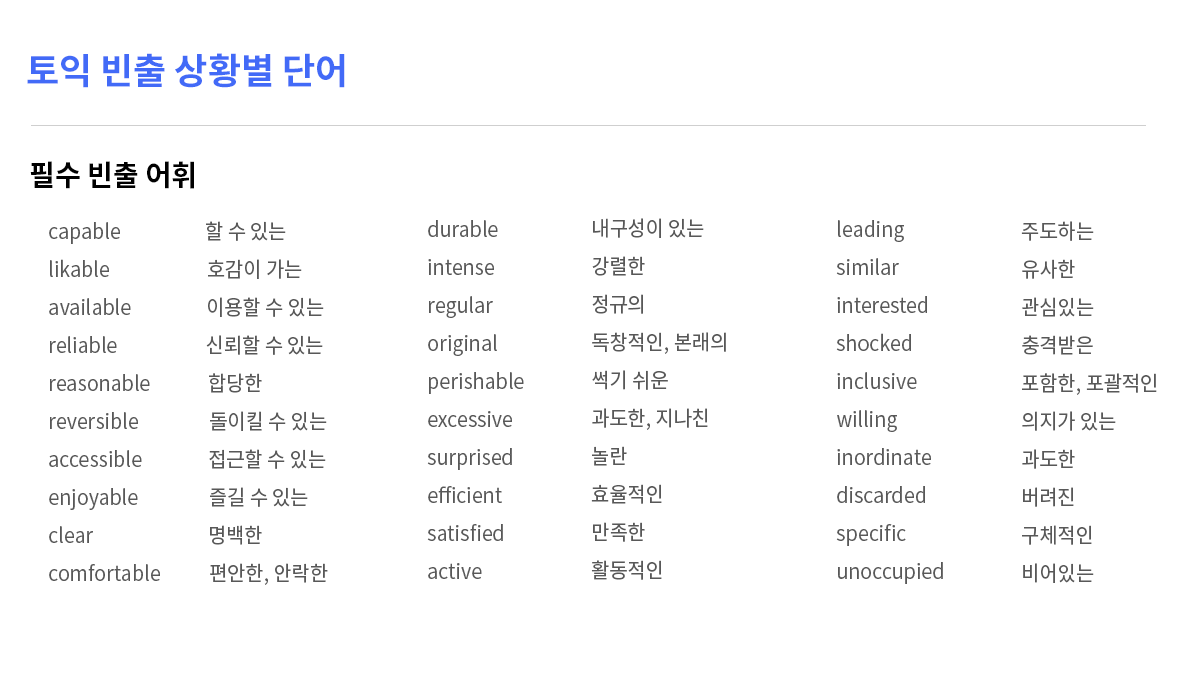 토익 빈출 상황별 단어
필수 빈출 어휘
capable 할 수 있는
likable 호감이 가는
available 이용할 수 있는
reliable 신뢰할 수 있는
reasonable 합당한
reversible 돌이킬 수 있는
accessible 접근할 수 있는
enjoyable 즐길 수 있는
clear 명백한
comfortable 편안한, 안락한
durable 내구성이 있는
intense 강렬한
regular 정규의
original 독창적인, 본래의
perishable 썩기 쉬운
excessive 과도한, 지나친
surprised 놀란
efficient 효율적인
satisfied 만족한
active 활동적인
leading 주도하는
similar 유사한
interested 관심있는
shocked 충격받은
inclusive 포함한, 포괄적인
willing 의지가 있는
inordinate 과도한
discarded 버려진
specific 구체적인
unoccupied 비어있는